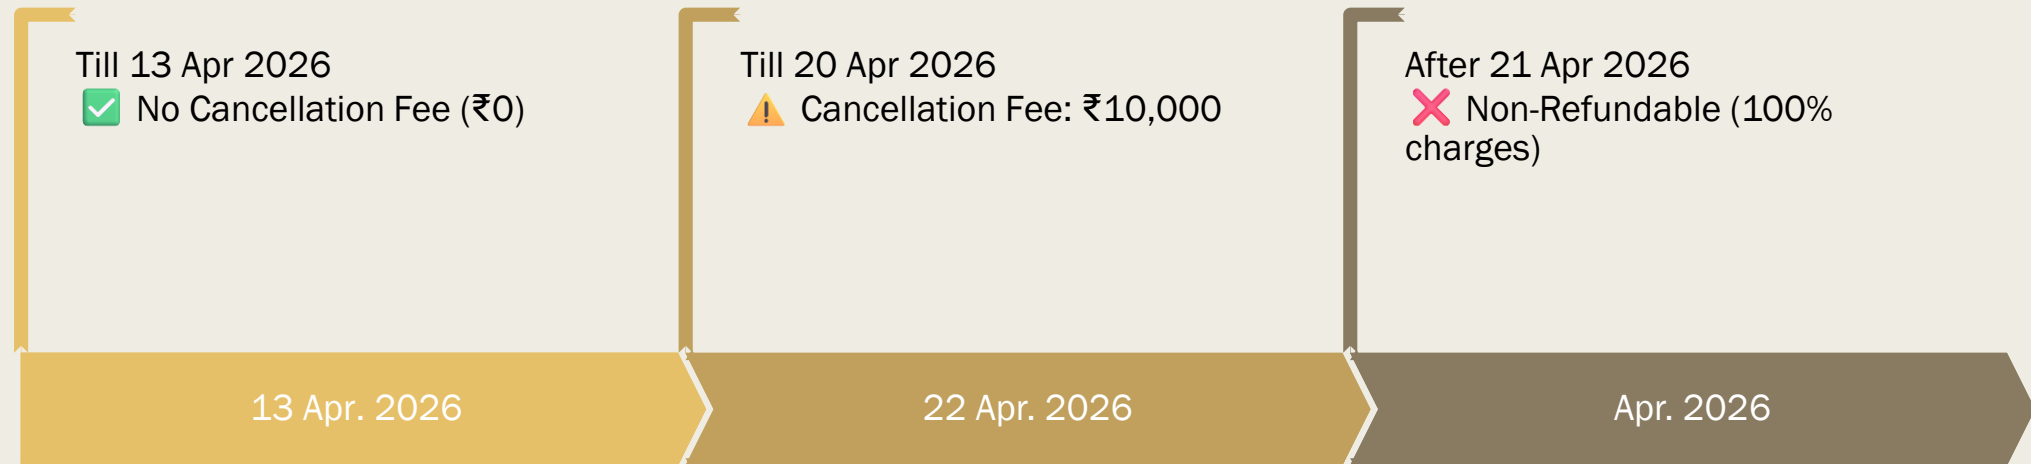 Till 13 Apr 2026
✅ No Cancellation Fee (₹0)
Till 20 Apr 2026
⚠️ Cancellation Fee: ₹10,000
After 21 Apr 2026
❌ Non-Refundable (100%
charges)
13 Apr. 2026
22 Apr. 2026
Apr. 2026